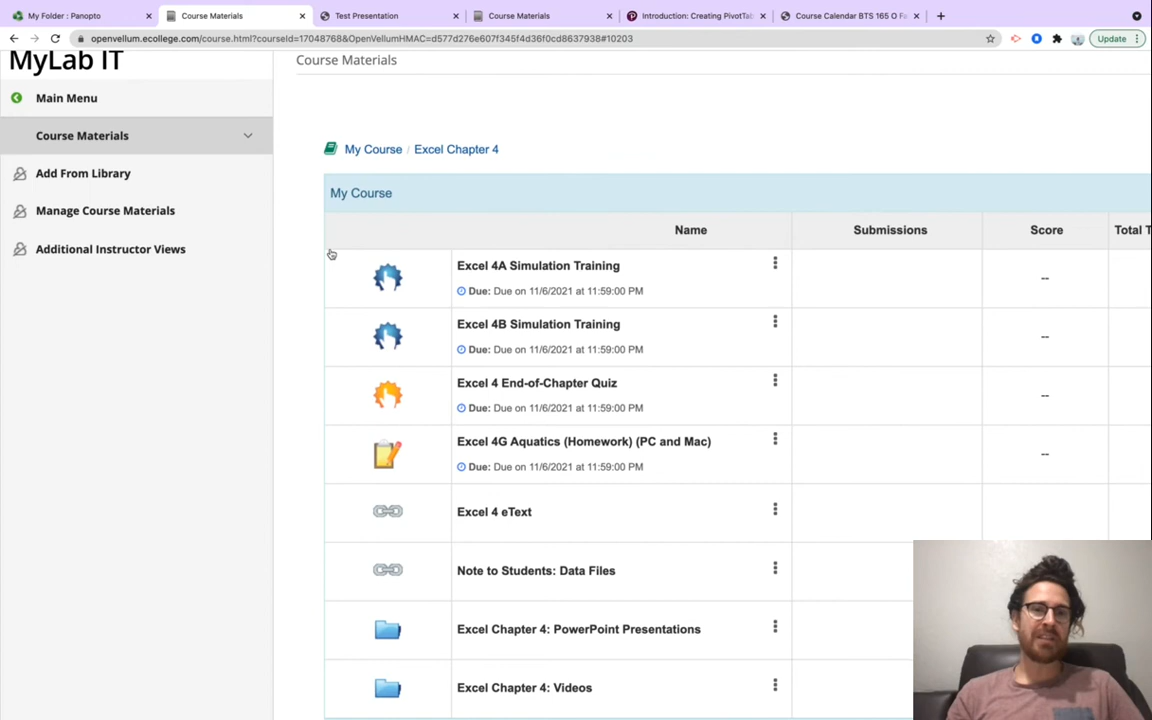 My Folder : Panopto
Course Materials
Test Presentation
Course Materials
Introduction: Creating PivotTab
Course Calendar BTS 165 O Fa
openvellum.ecollege.com/course.html?courseId=17048768&OpenVellumHMAC=d577d276e607f345f4d36f0cd8637938#10203
Update
MyLab IT
Course Materials
Main Menu
Course Materials
Add From Library
Manage Course Materials
Additional Instructor Views
My Course / Excel Chapter 4
My Course
Name Submissions Score Total T
Excel 4A Simulation Training
Due: Due on 11/6/2021 at 11:59:00 PM
--
Excel 4B Simulation Training
Due: Due on 11/6/2021 at 11:59:00 PM
--
Excel 4 End-of-Chapter Quiz
Due: Due on 11/6/2021 at 11:59:00 PM
--
Excel 4G Aquatics (Homework) (PC and Mac)
Due: Due on 11/6/2021 at 11:59:00 PM
--
Excel 4 eText
Note to Students: Data Files
Excel Chapter 4: PowerPoint Presentations
Excel Chapter 4: Videos